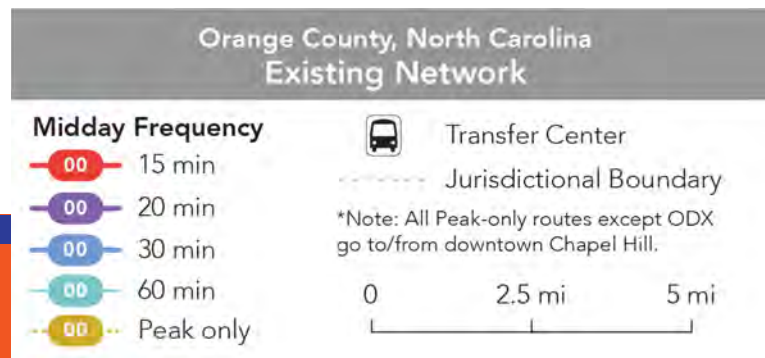 Orange County, North Carolina
Existing Network
Midday Frequency
00 15 min
00 20 min
00 30 min
00 60 min
00 Peak only
Transfer Center
Jurisdictional Boundary
*Note: All Peak-only routes except ODX
go to/from downtown Chapel Hill.
0 2.5 mi 5 mi